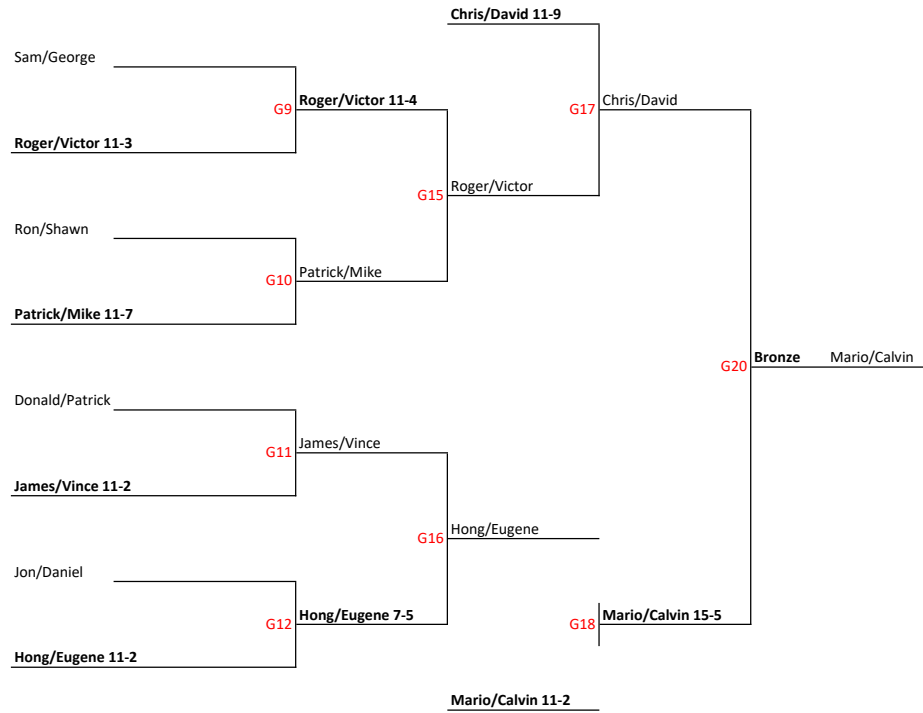 Chris/David 11-9
Sam/George
G9 Roger/Victor 11-4
G17 Chris/David
Roger/Victor 11-3
G15 Roger/Victor
Ron/Shawn
G10 Patrick/Mike
Patrick/Mike 11-7
G20 Bronze Mario/Calvin
Donald/Patrick
G11 James/Vince
James/Vince 11-2
G16 Hong/Eugene
Jon/Daniel
G12 Hong/Eugene 7-5
G18 Mario/Calvin 15-5
Hong/Eugene 11-2
Mario/Calvin 11-2